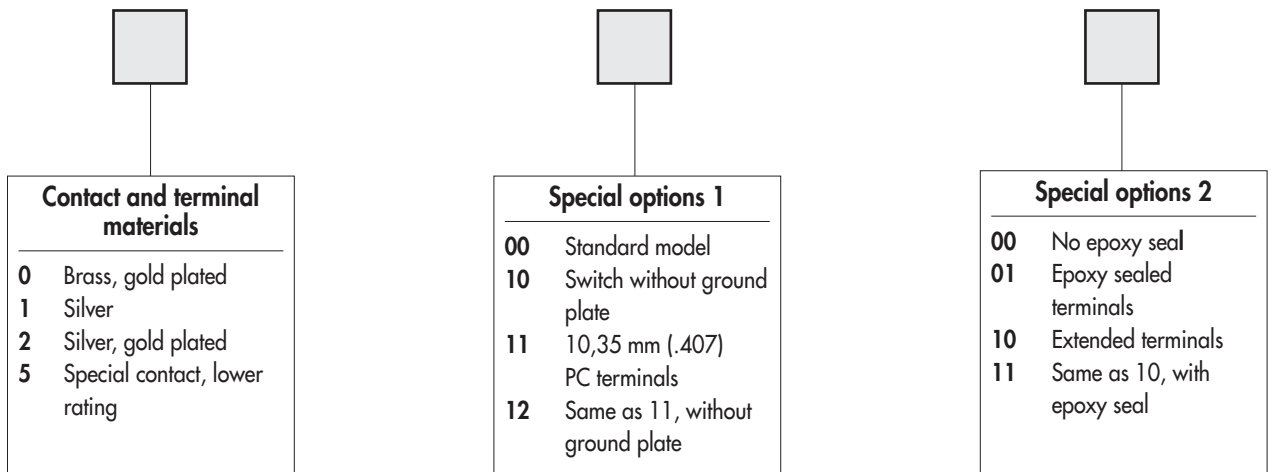 Contact and terminal
materials
0 Brass, gold plated
1 Silver
2 Silver, gold plated
5 Special contact, lower
rating
Special options 1
00 Standard model
10 Switch without ground
plate
11 10,35 mm (.407)
PC terminals
12 Same as 11, without
ground plate
Special options 2
00 No epoxy seal
01 Epoxy sealed
terminals
10 Extended terminals
11 Same as 10, with
epoxy seal